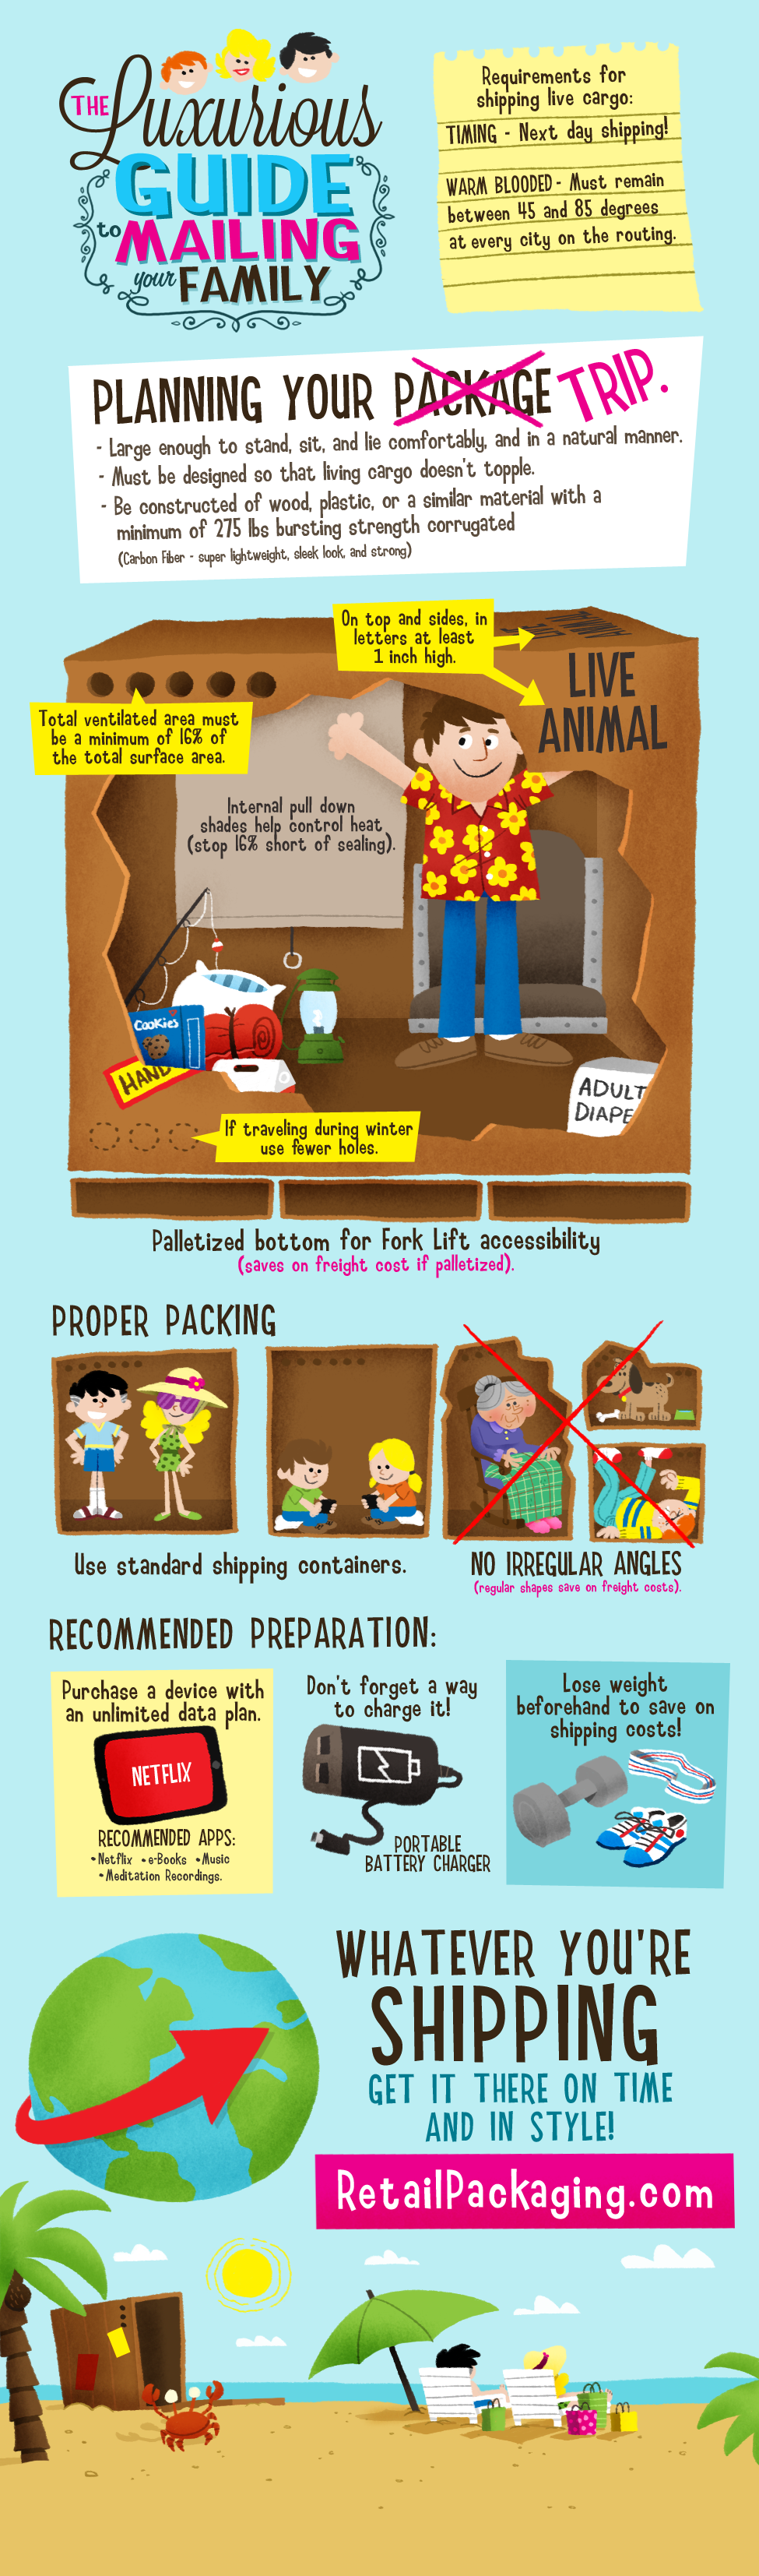 THE
Luxurious
GUIDE
to MAILING
your FAMILY
Requirements for
shipping live cargo:
TIMING - Next day shipping!
WARM BLOODED - Must remain
between 45 and 85 degrees
at every city on the routing.
PLANNING YOUR PACKAGE TRIP.
- Large enough to stand, sit, and lie comfortably, and in a natural manner.
- Must be designed so that living cargo doesn't topple.
- Be constructed of wood, plastic, or a similar material with a
minimum of 275 lbs bursting strength corrugated
(Carbon Fiber - super lightweight, sleek look, and strong)
On top and sides, in
letters at least
1 inch high.
LIVE
ANIMAL
LIVE
ANIMAL
Total ventilated area must
be a minimum of 16% of
the total surface area.
Internal pull down
shades help control heat
(stop 16% short of sealing).
Cookies
HAND
ADULT
DIAPE
If traveling during winter
use fewer holes.
Palletized bottom for Fork Lift accessibility
(saves on freight cost if palletized).
PROPER PACKING
Use standard shipping containers.
NO IRREGULAR ANGLES
(regular shapes save on freight costs).
RECOMMENDED PREPARATION:
Purchase a device with
an unlimited data plan.
NETFLIX
RECOMMENDED APPS:
•Netflix •e-Books •Music
•Meditation Recordings.
Don't forget a way
to charge it!
PORTABLE
BATTERY CHARGER
Lose weight
beforehand to save on
shipping costs!
WHATEVER YOU'RE
SHIPPING
GET IT THERE ON TIME
AND IN STYLE!
RetailPackaging.com